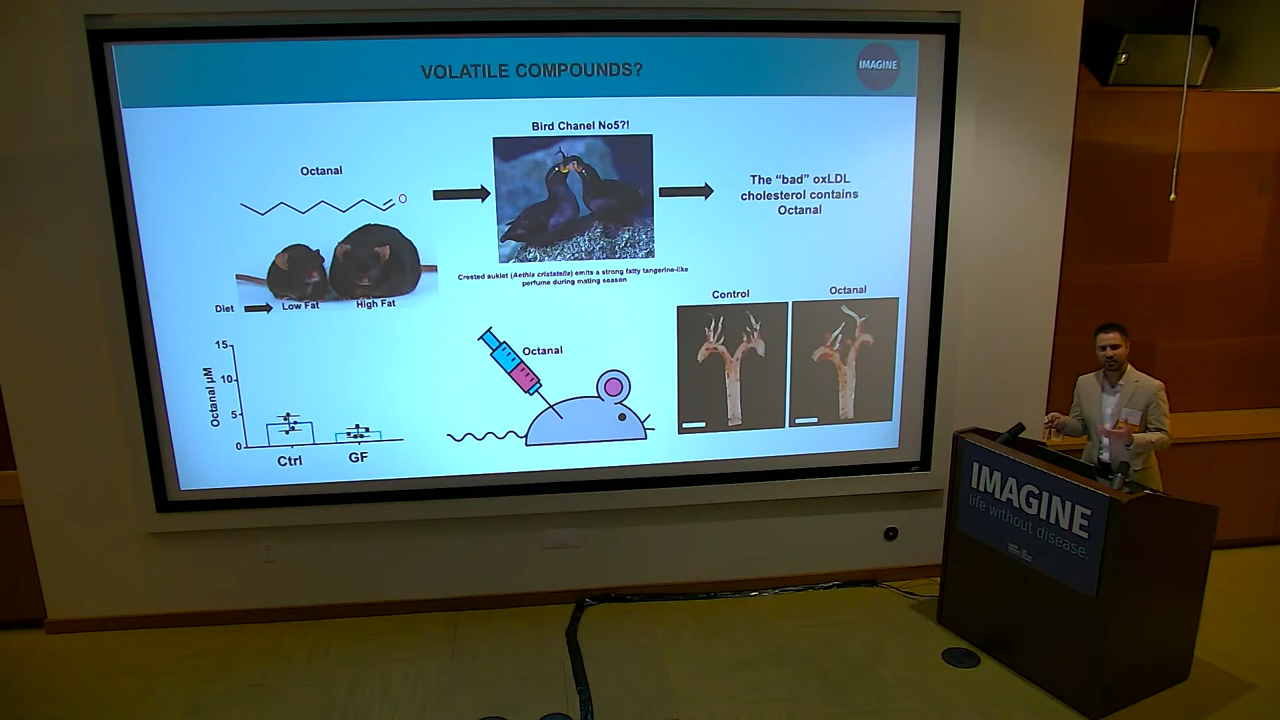 VOLATILE COMPOUNDS?
IMAGINE
Bird Chanel No5?!
Octanal
O
The “bad” oxLDL
cholesterol contains
Octanal
Crested auklet (Aethia cristatella) emits a strong fatty tangerine-like
perfume during mating season
Diet
Low Fat
High Fat
Control
Octanal
Octanal
Octanal µM
15
10
5
0
Ctrl
GF
IMAGINE
life without disease.